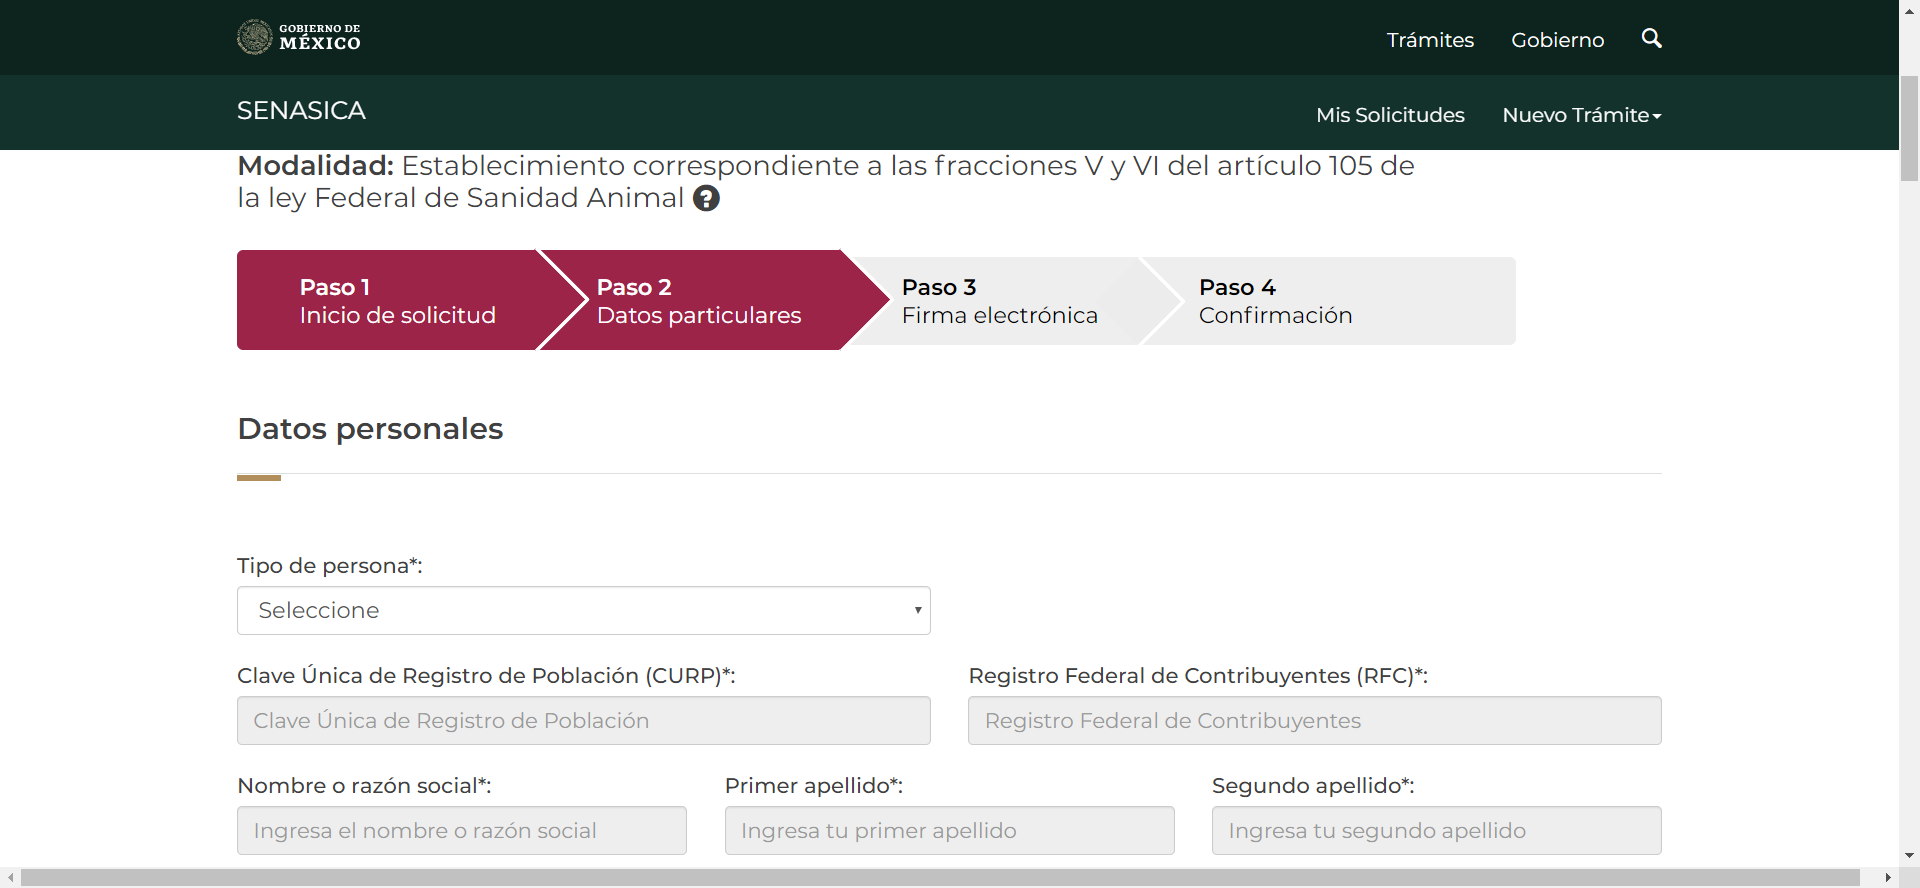 GOBIERNO DE
MÉXICO
Trámites
Gobierno
SENASICA
Mis Solicitudes
Nuevo Trámite
Modalidad: Establecimiento correspondiente a las fracciones V y VI del artículo 105 de
la ley Federal de Sanidad Animal ?
Paso 1
Inicio de solicitud
Paso 2
Datos particulares
Paso 3
Firma electrónica
Paso 4
Confirmación
Datos personales
Tipo de persona*:
Seleccione
Clave Única de Registro de Población (CURP)*:
Registro Federal de Contribuyentes (RFC)*:
Clave Única de Registro de Población
Registro Federal de Contribuyentes
Nombre o razón social*:
Primer apellido*:
Segundo apellido*:
Ingresa el nombre o razón social
Ingresa tu primer apellido
Ingresa tu segundo apellido